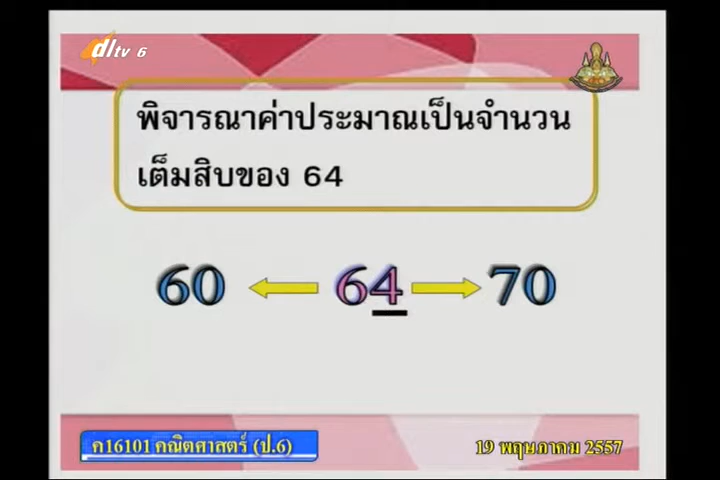 dltv 6
พิจารณาค่าประมาณเป็นจำนวน
เต็มสิบของ 64
60 64 70
ค16101 คณิตศาสตร์ (ป.6)
19 พฤษภาคม 2557